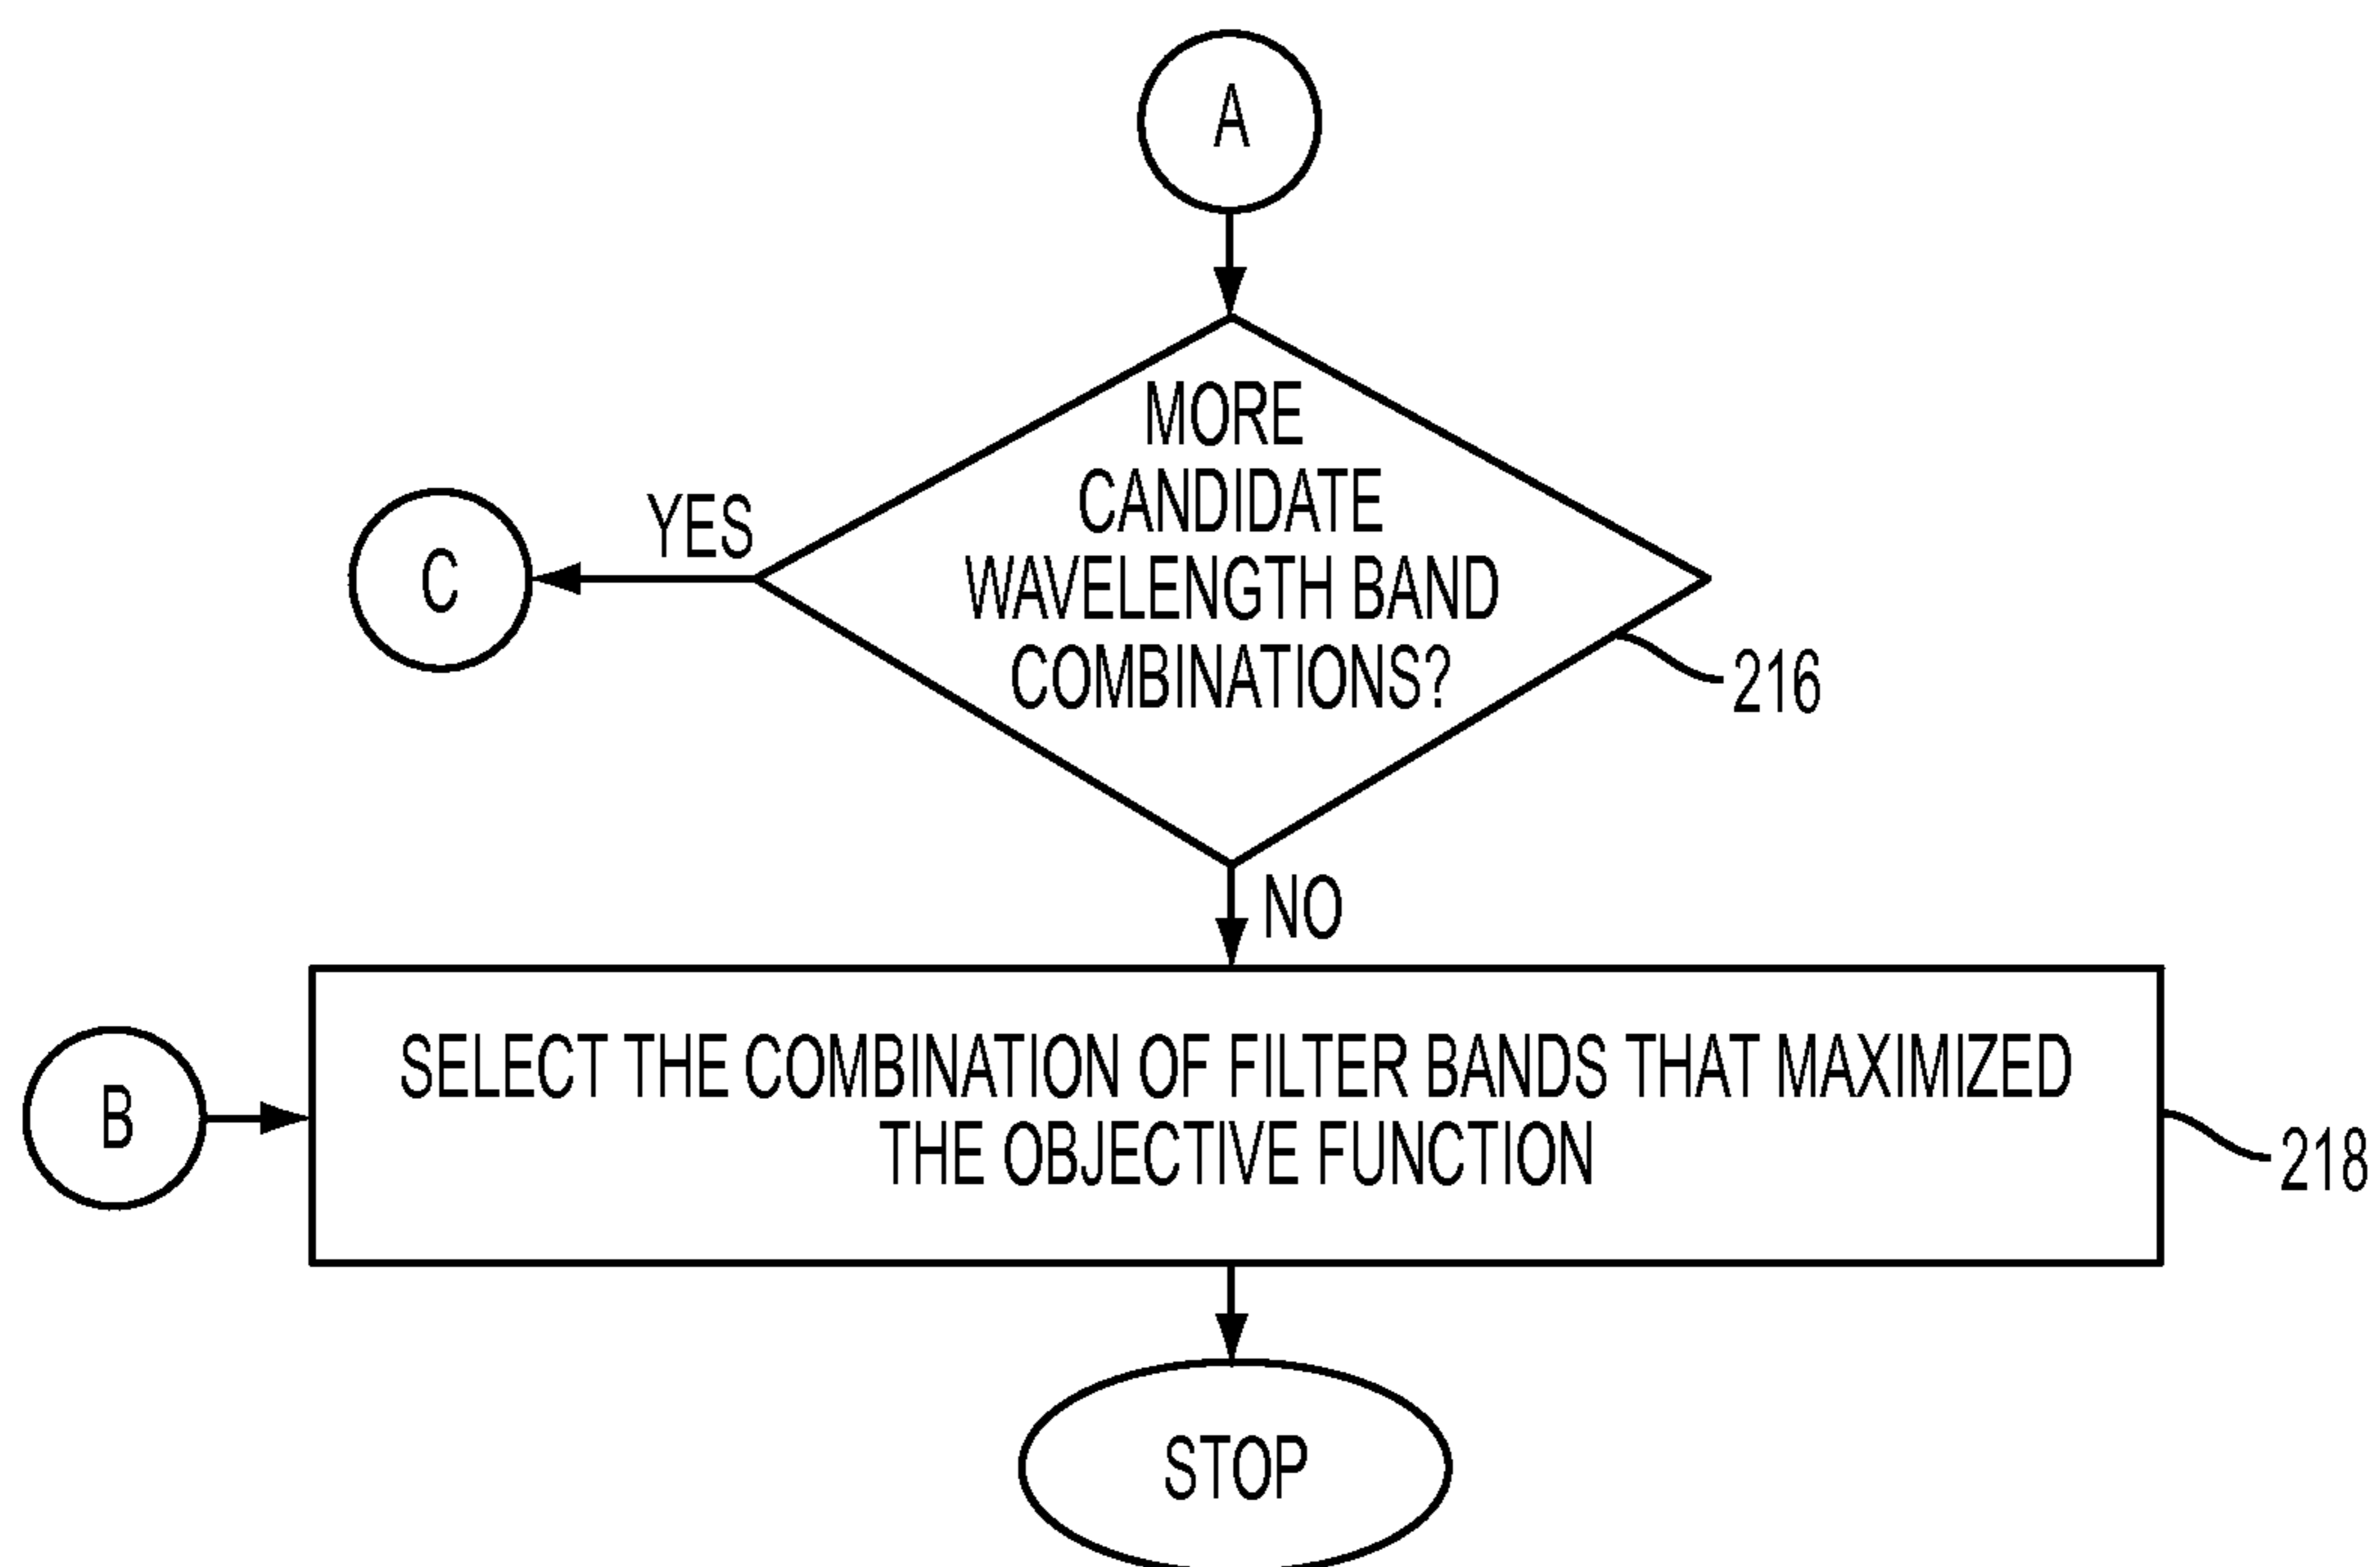 A
MORE
CANDIDATE
WAVELENGTH BAND
COMBINATIONS?
YES
C
216
NO
B
SELECT THE COMBINATION OF FILTER BANDS THAT MAXIMIZED
THE OBJECTIVE FUNCTION
218
STOP